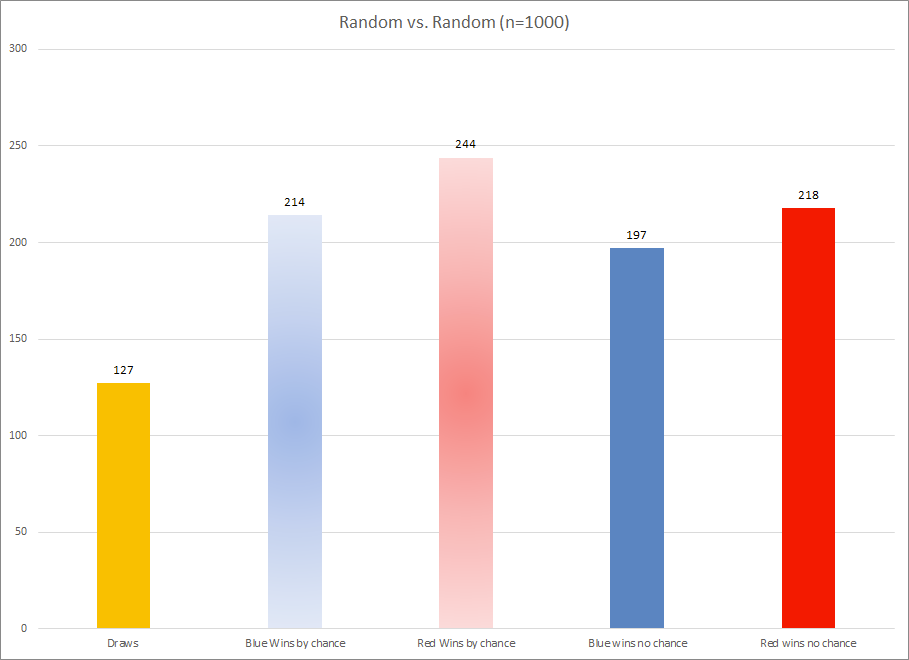 Random vs. Random (n=1000)
300
250
200
150
100
50
0
127
214
244
197
218
Draws
Blue Wins by chance
Red Wins by chance
Blue wins no chance
Red wins no chance